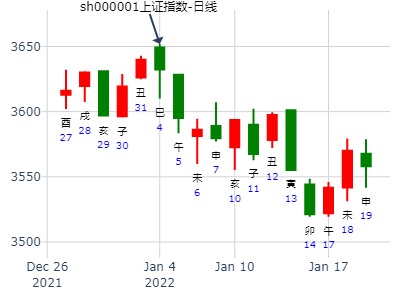 sh000001上证指数-日线
3650
3600
3550
3500
酉
27
戌
28
亥
29
子
30
丑
31
巳
4
午
5
未
6
申
7
亥
10
子
11
丑
12
寅
13
卯
14
午
17
未
18
申
19
Dec 26
2021
Jan 4
2022
Jan 10
Jan 17